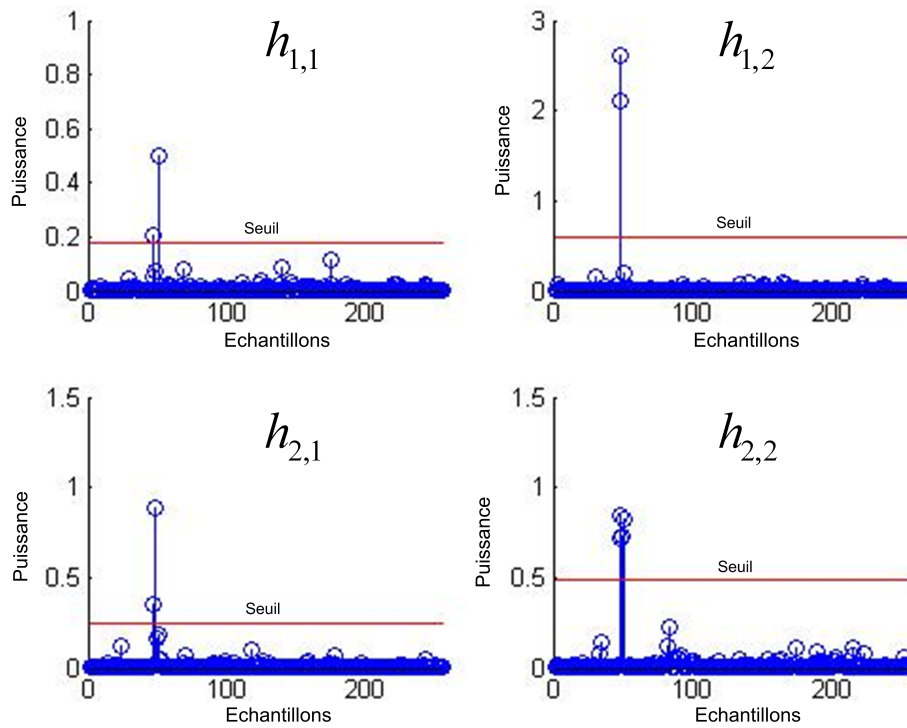 h1,1
1
0.8
0.6
0.4
0.2
0
Puissance
Seuil
0 100 200
Echantillons
h1,2
3
2
1
0
Puissance
Seuil
0 100 200
Echantillons
h2,1
1.5
1
0.5
0
Puissance
Seuil
0 100 200
Echantillons
h2,2
1.5
1
0.5
0
Puissance
Seuil
0 100 200
Echantillons